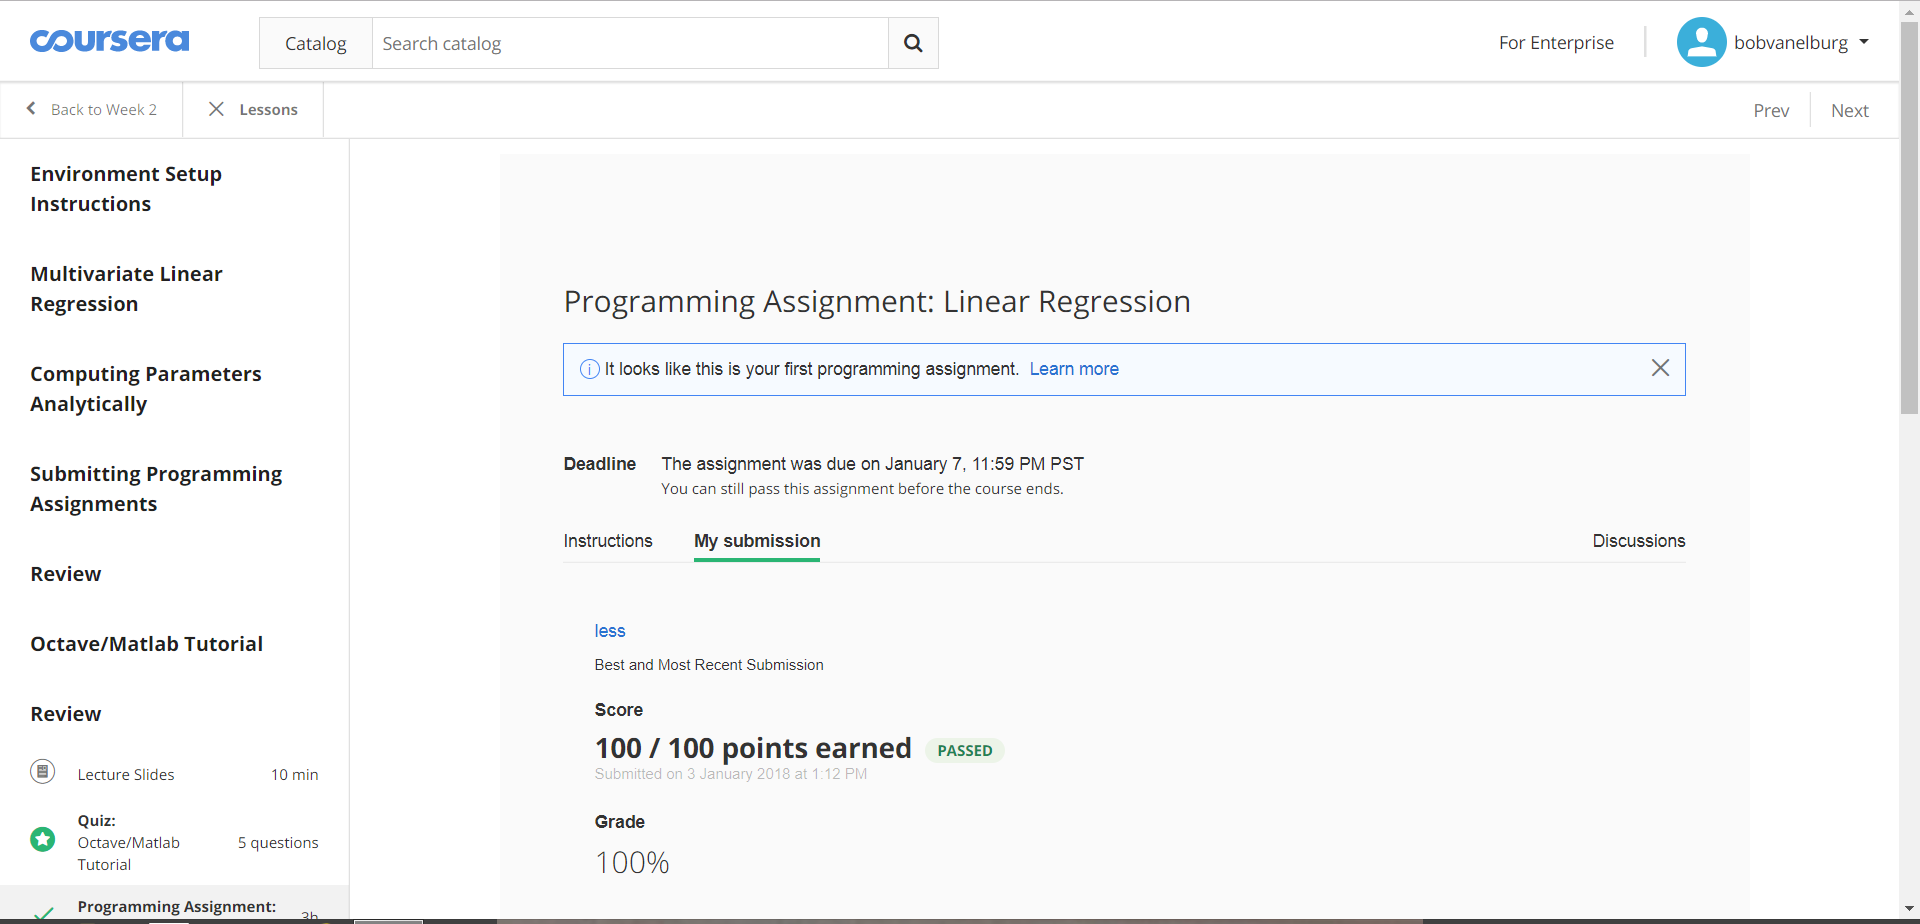 coursera
Catalog
Search catalog
For Enterprise
bobvanelburg
Back to Week 2
Lessons
Prev
Next
Environment Setup
Instructions
Multivariate Linear
Regression
Computing Parameters
Analytically
Submitting Programming
Assignments
Review
Octave/Matlab Tutorial
Review
Lecture Slides
10 min
Quiz:
Octave/Matlab
Tutorial
5 questions
Programming Assignment:
3h
Programming Assignment: Linear Regression
It looks like this is your first programming assignment. Learn more
Deadline
The assignment was due on January 7, 11:59 PM PST
You can still pass this assignment before the course ends.
Instructions
My submission
Discussions
less
Best and Most Recent Submission
Score
100 / 100 points earned
PASSED
Submitted on 3 January 2018 at 1:12 PM
Grade
100%